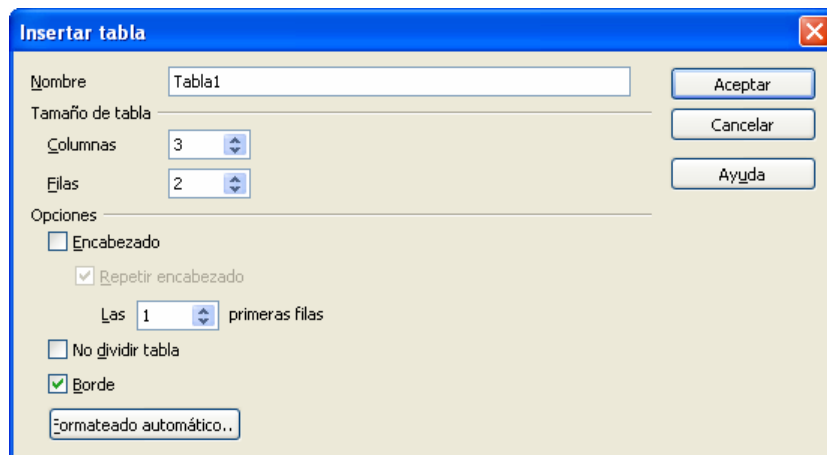 Insertar tabla
Nombre Tabla1 Aceptar
Tamaño de tabla
Cancelar
Columnas 3
Filas 2 Ayuda
Opciones
Encabezado
Repetir encabezado
Las 1 primeras filas
No dividir tabla
Borde
Formateado automático..